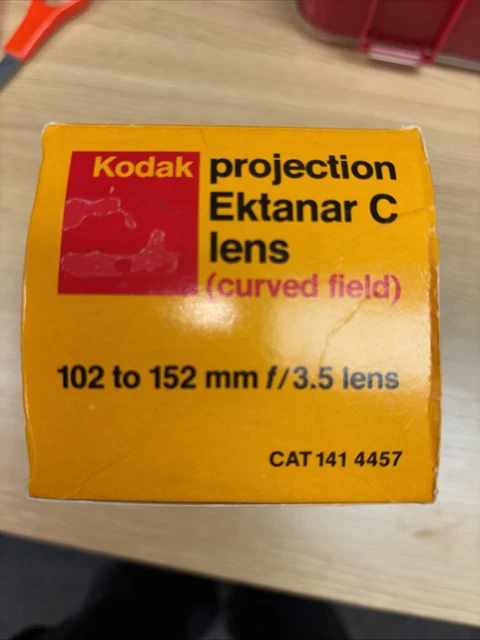 Kodak
projection
Ektanar C
lens
(curved field)
102 to 152 mm f/3.5 lens
CAT 141 4457